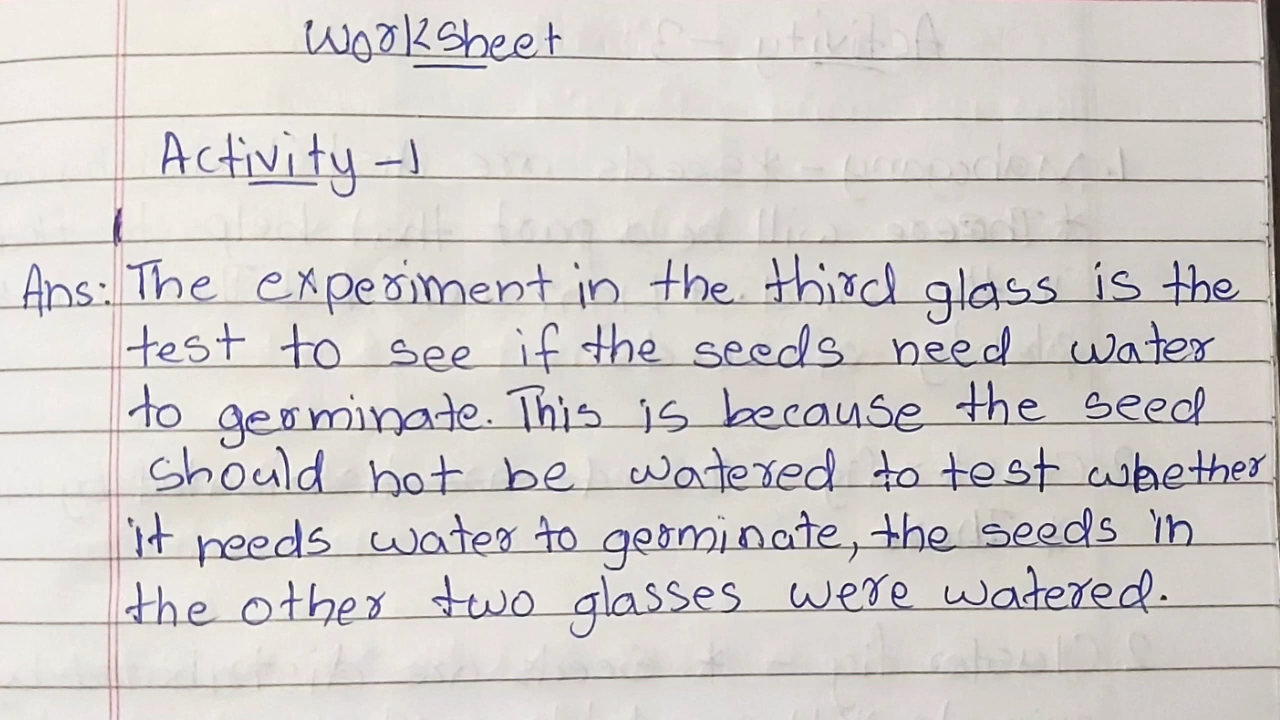 Worksheet
Activity -1
Ans: The experiment in the third glass is the
test to see if the seeds need water
to germinate. This is because the seed
should not be watered to test whether
it needs water to germinate, the seeds in
the other two glasses were watered.